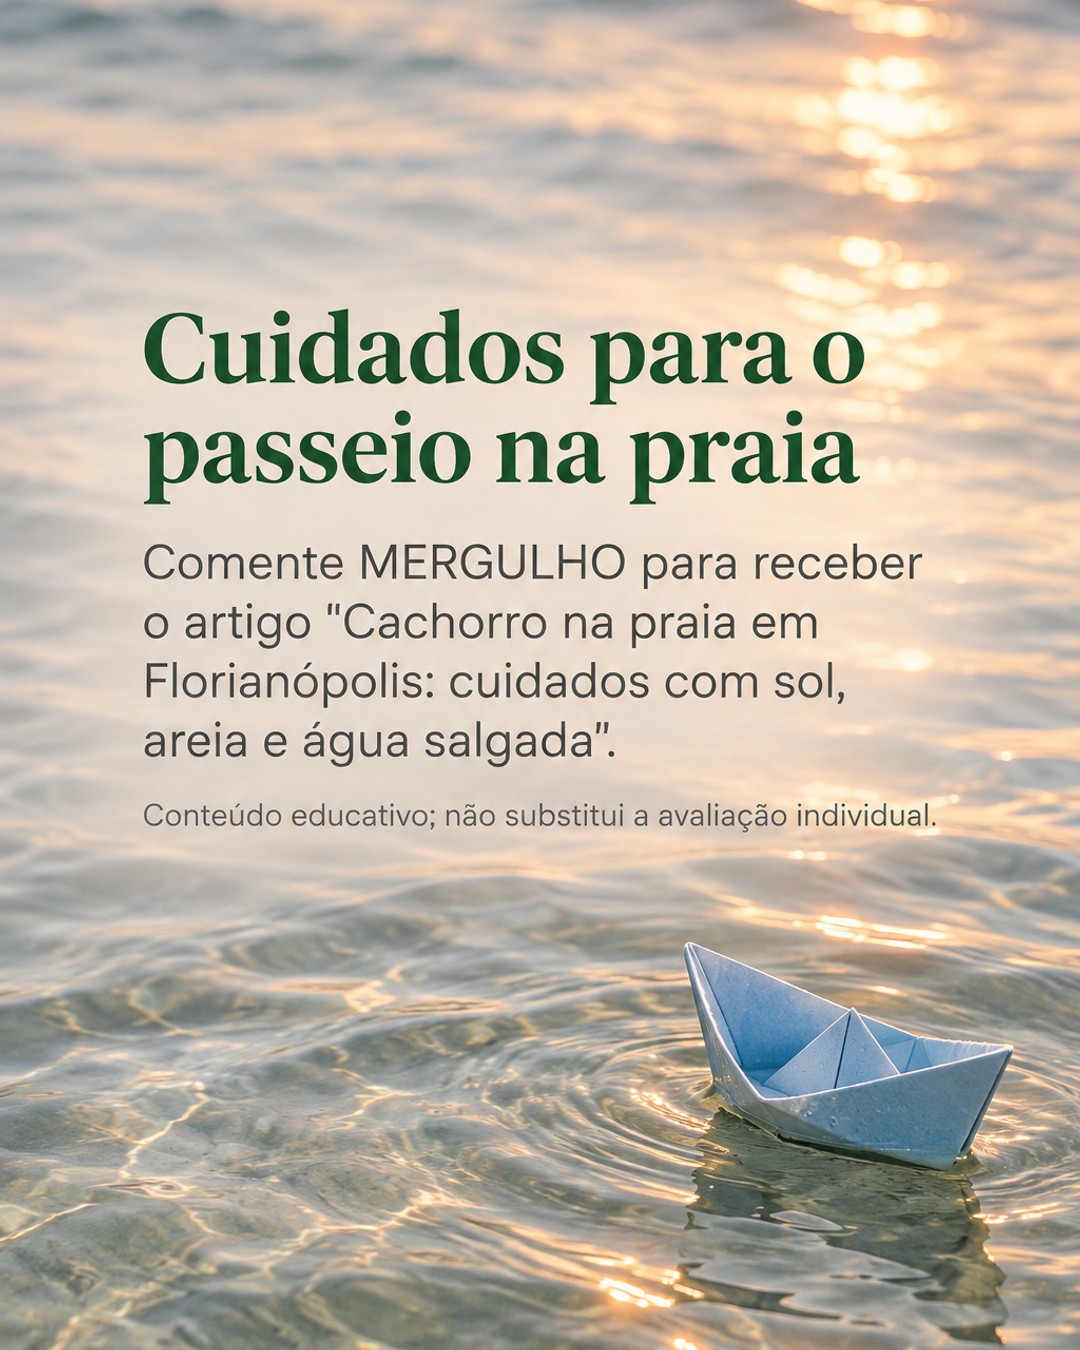 Cuidados para o
passeio na praia
Comente MERGULHO para receber
o artigo "Cachorro na praia em
Florianópolis: cuidados com sol,
areia e água salgada".
Conteúdo educativo; não substitui a avaliação individual.